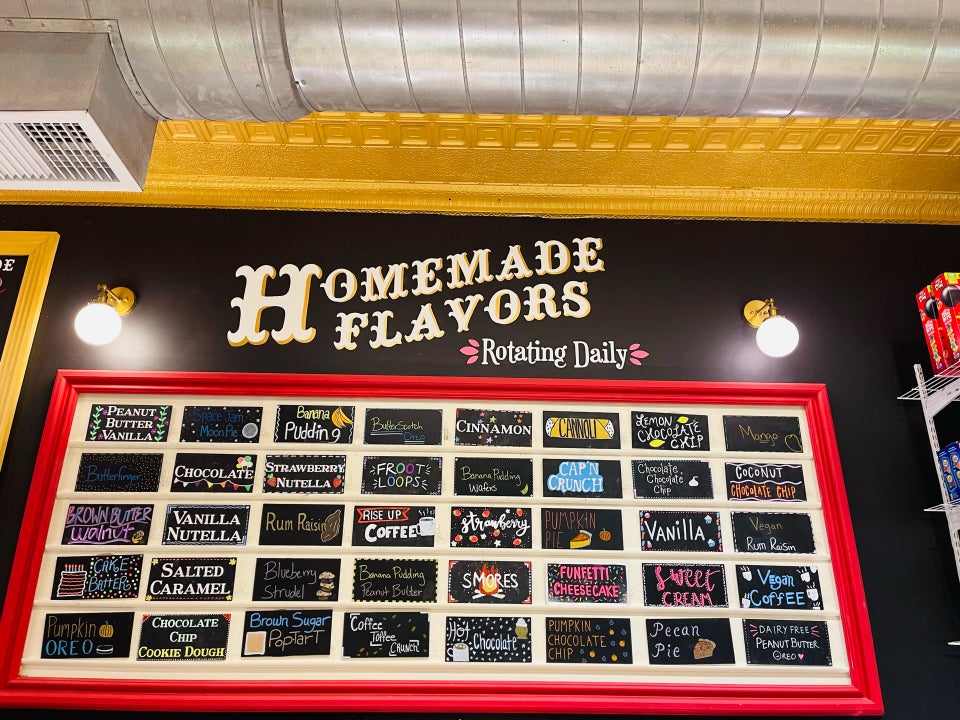 DE
HOMEMADE
FLAVORS
Rotating Daily
PEANUT
BUTTER
VANILLA
Space Jam
Moon Pie
Banana
Pudding
ButterScotch
Oreo
CINNAMON
CANNOLI
LEMON
CHOCOLATE
CHIP
Mango
Butterfinger
CHOCOLATE
STRAWBERRY
NUTELLA
FROOT
LOOPS
Banana Pudding
Wafers
CAP'N
CRUNCH
Chocolate
Chocolate
Chip
COCONUT
CHOCOLATE CHIP
BROWN BUTTER
Walnut
VANILLA
NUTELLA
Rum Raisin
RISE UP
COFFEE
strawberry
PUMPKIN
PIE
VANILLA
Vegan
Rum Raisin
CAKE
BATTER
SALTED
CARAMEL
Blueberry
Strudel
Banana Pudding
Peanut Butter
SMORES
FUNFETTI
CHEESECAKE
SWEET
CREAM
VEGAN
COFFEE
Pumpkin
OREO
CHOCOLATE
CHIP
COOKIE DOUGH
Brown Sugar
PopTarT
Coffee
Toffee
CRUNCH
Hot
Chocolate
PUMPKIN
CHOCOLATE
CHIP
Pecan
Pie
DAIRY FREE
PEANUT BUTTER
OREO